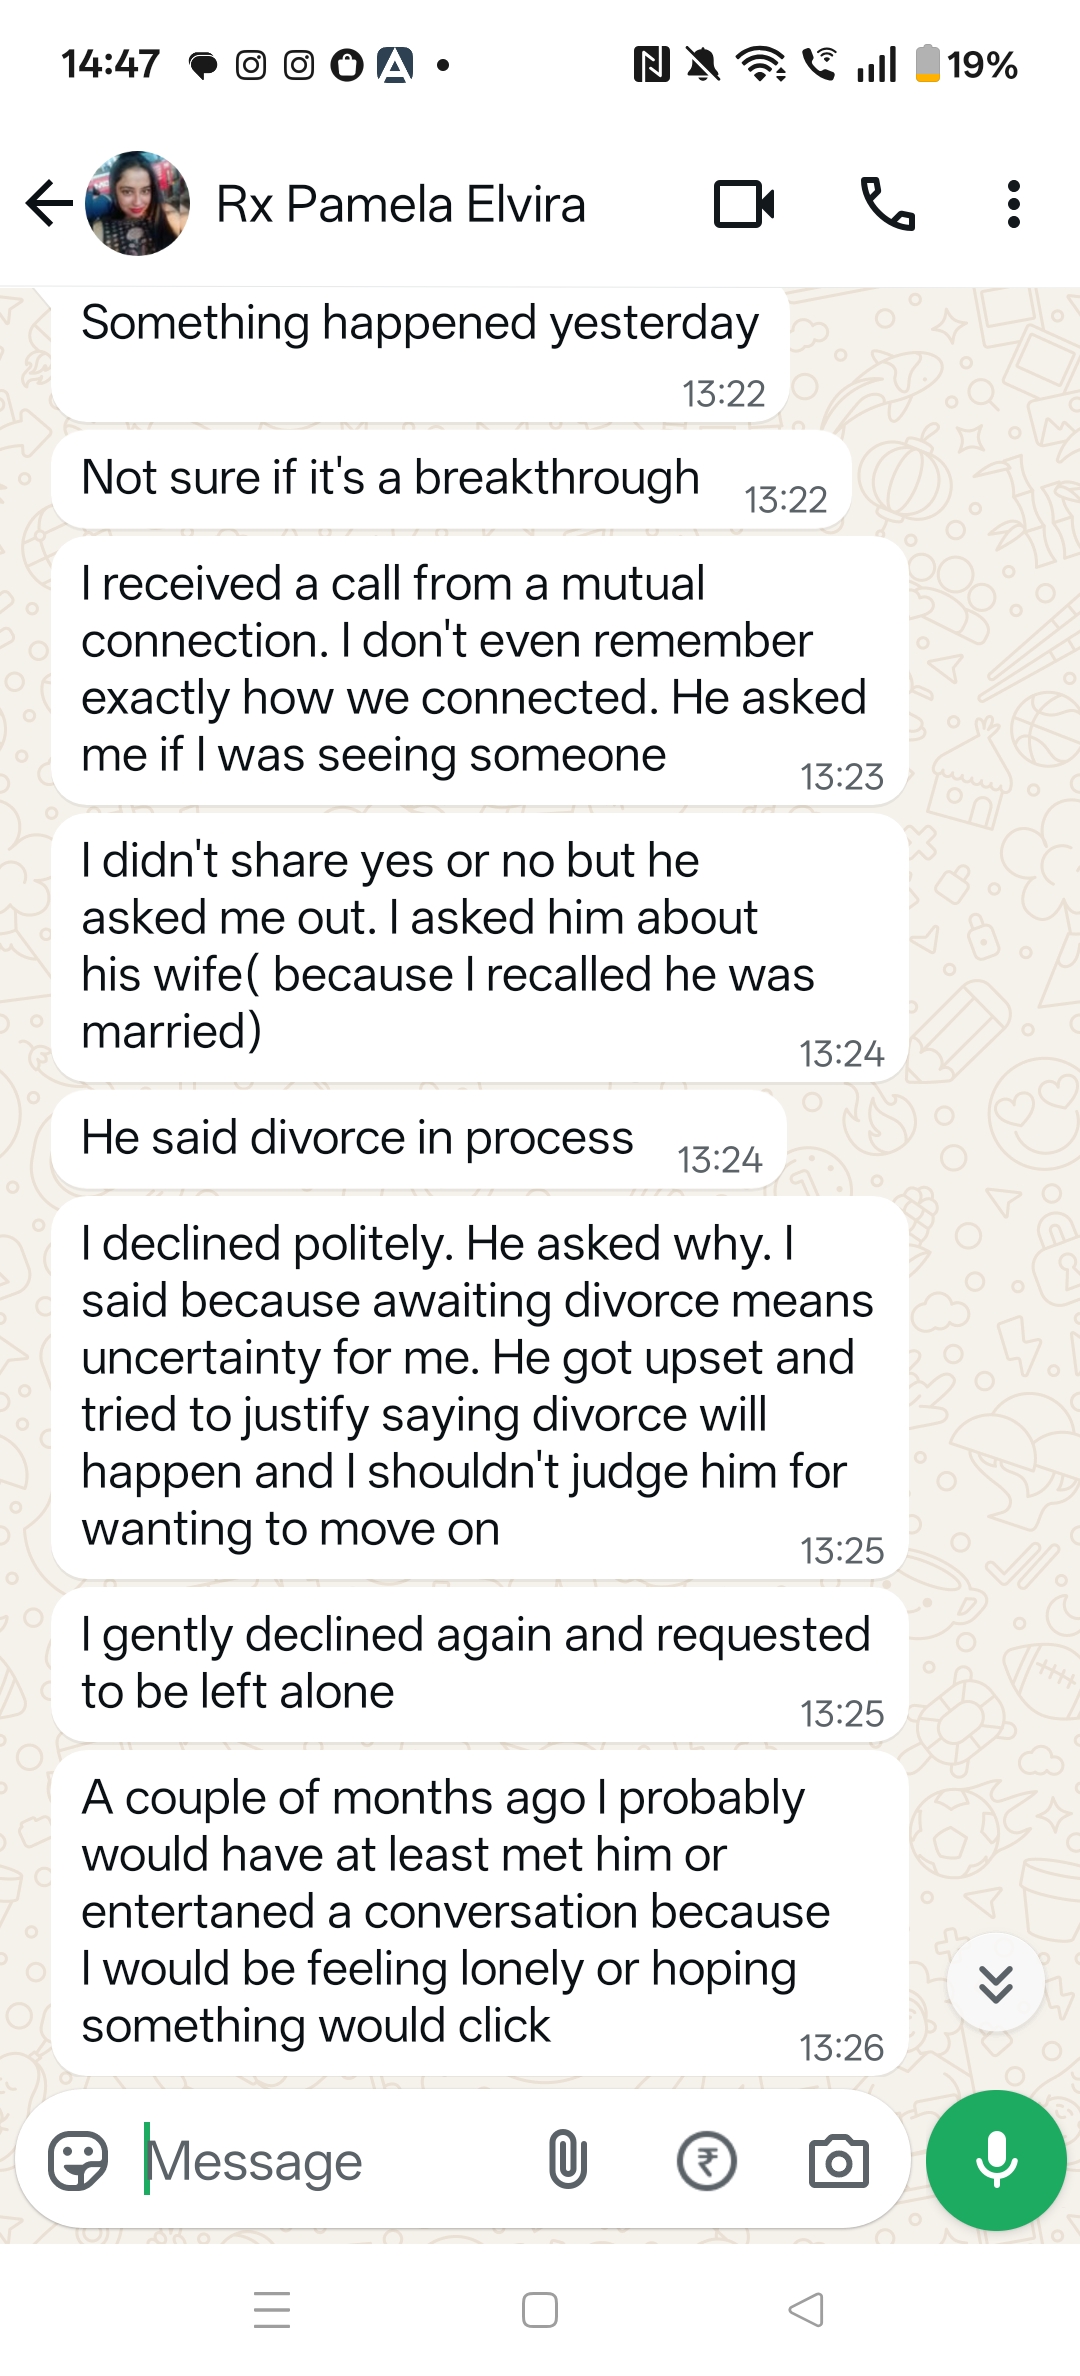 14:47
19%
Rx Pamela Elvira
Something happened yesterday
13:22
Not sure if it's a breakthrough
13:22
I received a call from a mutual
connection. I don't even remember
exactly how we connected. He asked
me if I was seeing someone
13:23
I didn't share yes or no but he
asked me out. I asked him about
his wife( because I recalled he was
married)
13:24
He said divorce in process
13:24
I declined politely. He asked why. I
said because awaiting divorce means
uncertainty for me. He got upset and
tried to justify saying divorce will
happen and I shouldn't judge him for
wanting to move on
13:25
I gently declined again and requested
to be left alone
13:25
A couple of months ago I probably
would have at least met him or
entertaned a conversation because
I would be feeling lonely or hoping
something would click
13:26
Message